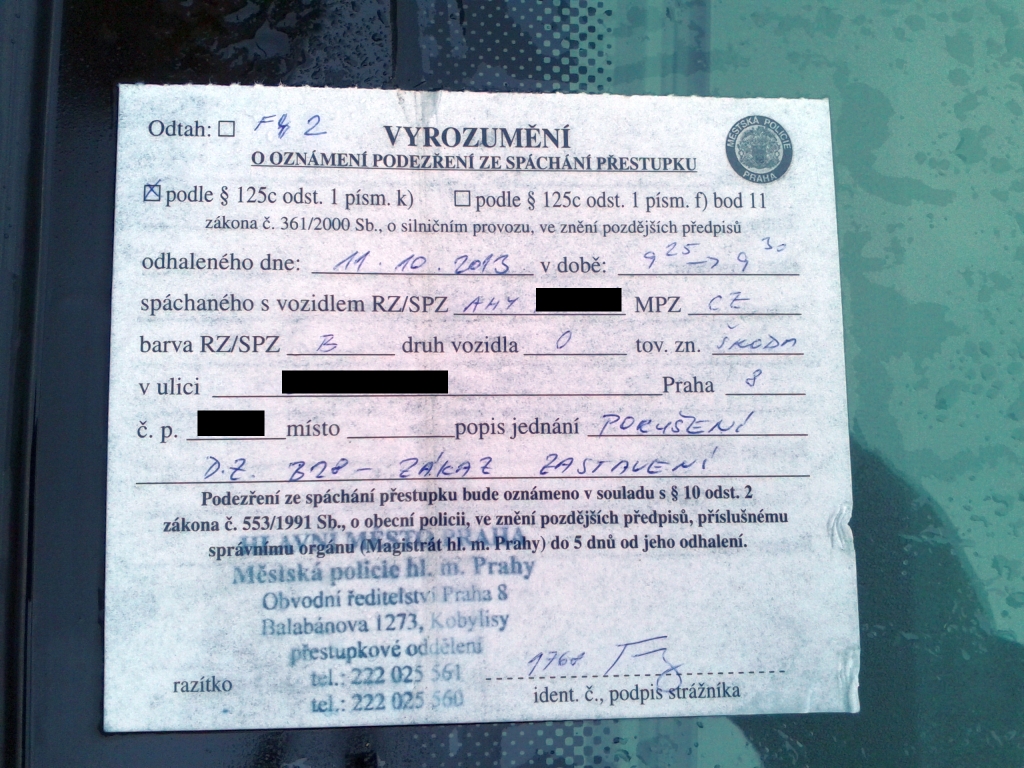 Odtah: ☐ F 2
VYROZUMĚNÍ
MĚSTSKÁ POLICIE PRAHA
O OZNÁMENÍ PODEZŘENÍ ZE SPÁCHÁNÍ PŘESTUPKU
☒ podle § 125c odst. 1 písm. k) ☐ podle § 125c odst. 1 písm. f) bod 11
zákona č. 361/2000 Sb., o silničním provozu, ve znění pozdějších předpisů
odhaleného dne: 11.10.2013 v době: 9 25 -> 9 30
spáchaného s vozidlem RZ/SPZ AHY MPZ CZ
barva RZ/SPZ B druh vozidla O tov. zn. ŠKODA
v ulici Praha 8
č. p. místo popis jednání PORUŠENÍ
D.Z. B28 - ZÁKAZ ZASTAVENÍ
Podezření ze spáchání přestupku bude oznámeno v souladu s § 10 odst. 2
zákona č. 553/1991 Sb., o obecní policii, ve znění pozdějších předpisů, příslušnému
správnímu orgánu (Magistrát hl. m. Prahy) do 5 dnů od jeho odhalení.
HLAVNÍ MĚSTO PRAHA
Městská policie hl. m. Prahy
Obvodní ředitelství Praha 8
Balabánova 1273, Kobylisy
přestupkové oddělení
tel.: 222 025 561
tel.: 222 025 560
razítko
1768
ident. č., podpis strážníka